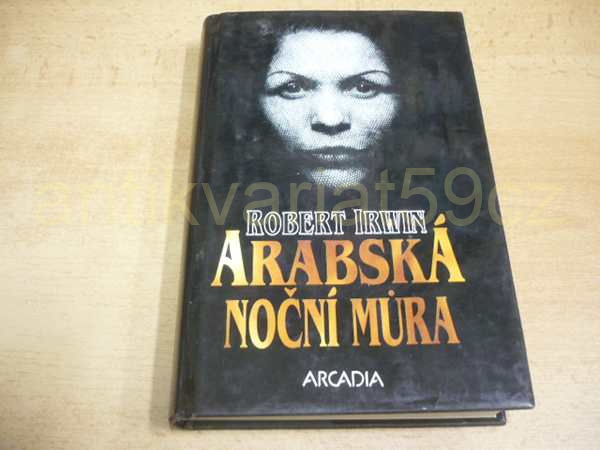 antikvariat59cz
ROBERT IRWIN
ARABSKÁ
NOČNÍ MŮRA
ARCADIA